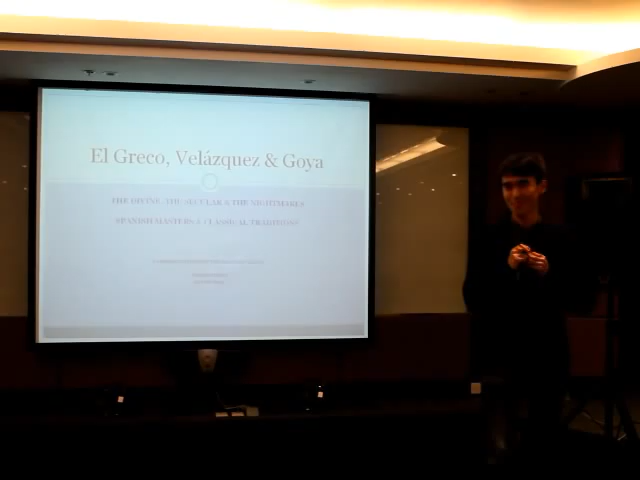 El Greco, Velázquez & Goya
THE DIVINE, THE SECULAR & THE NIGHTMARES
SPANISH MASTERS & CLASSICAL TRADITIONS